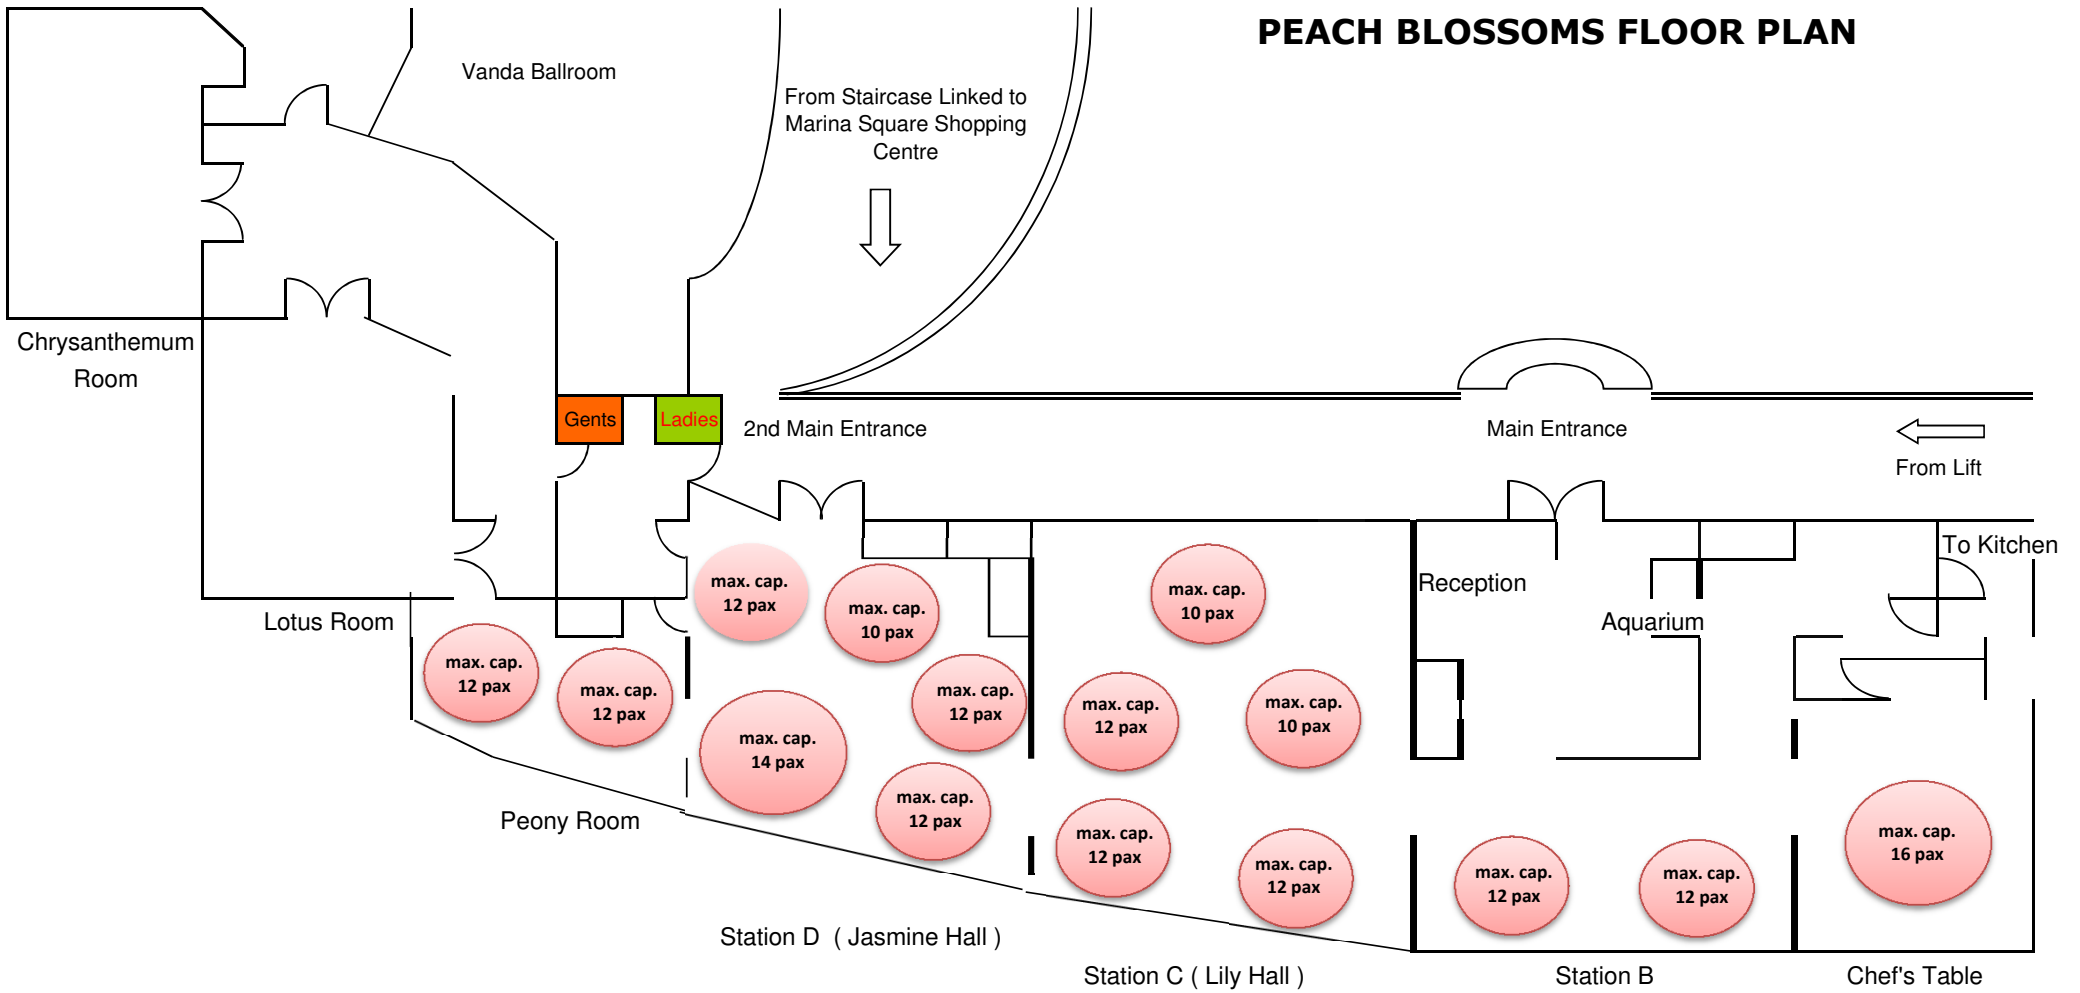 PEACH BLOSSOMS FLOOR PLAN
Vanda Ballroom
From Staircase Linked to
Marina Square Shopping
Centre
Chrysanthemum
Room
Gents
Ladies
2nd Main Entrance
Main Entrance
From Lift
To Kitchen
Reception
Aquarium
Lotus Room
max. cap.
12 pax
max. cap.
12 pax
max. cap.
12 pax
max. cap.
10 pax
max. cap.
12 pax
max. cap.
14 pax
max. cap.
12 pax
max. cap.
10 pax
max. cap.
12 pax
max. cap.
10 pax
max. cap.
12 pax
max. cap.
12 pax
max. cap.
12 pax
max. cap.
12 pax
max. cap.
16 pax
Peony Room
Station D ( Jasmine Hall )
Station C ( Lily Hall )
Station B
Chef's Table